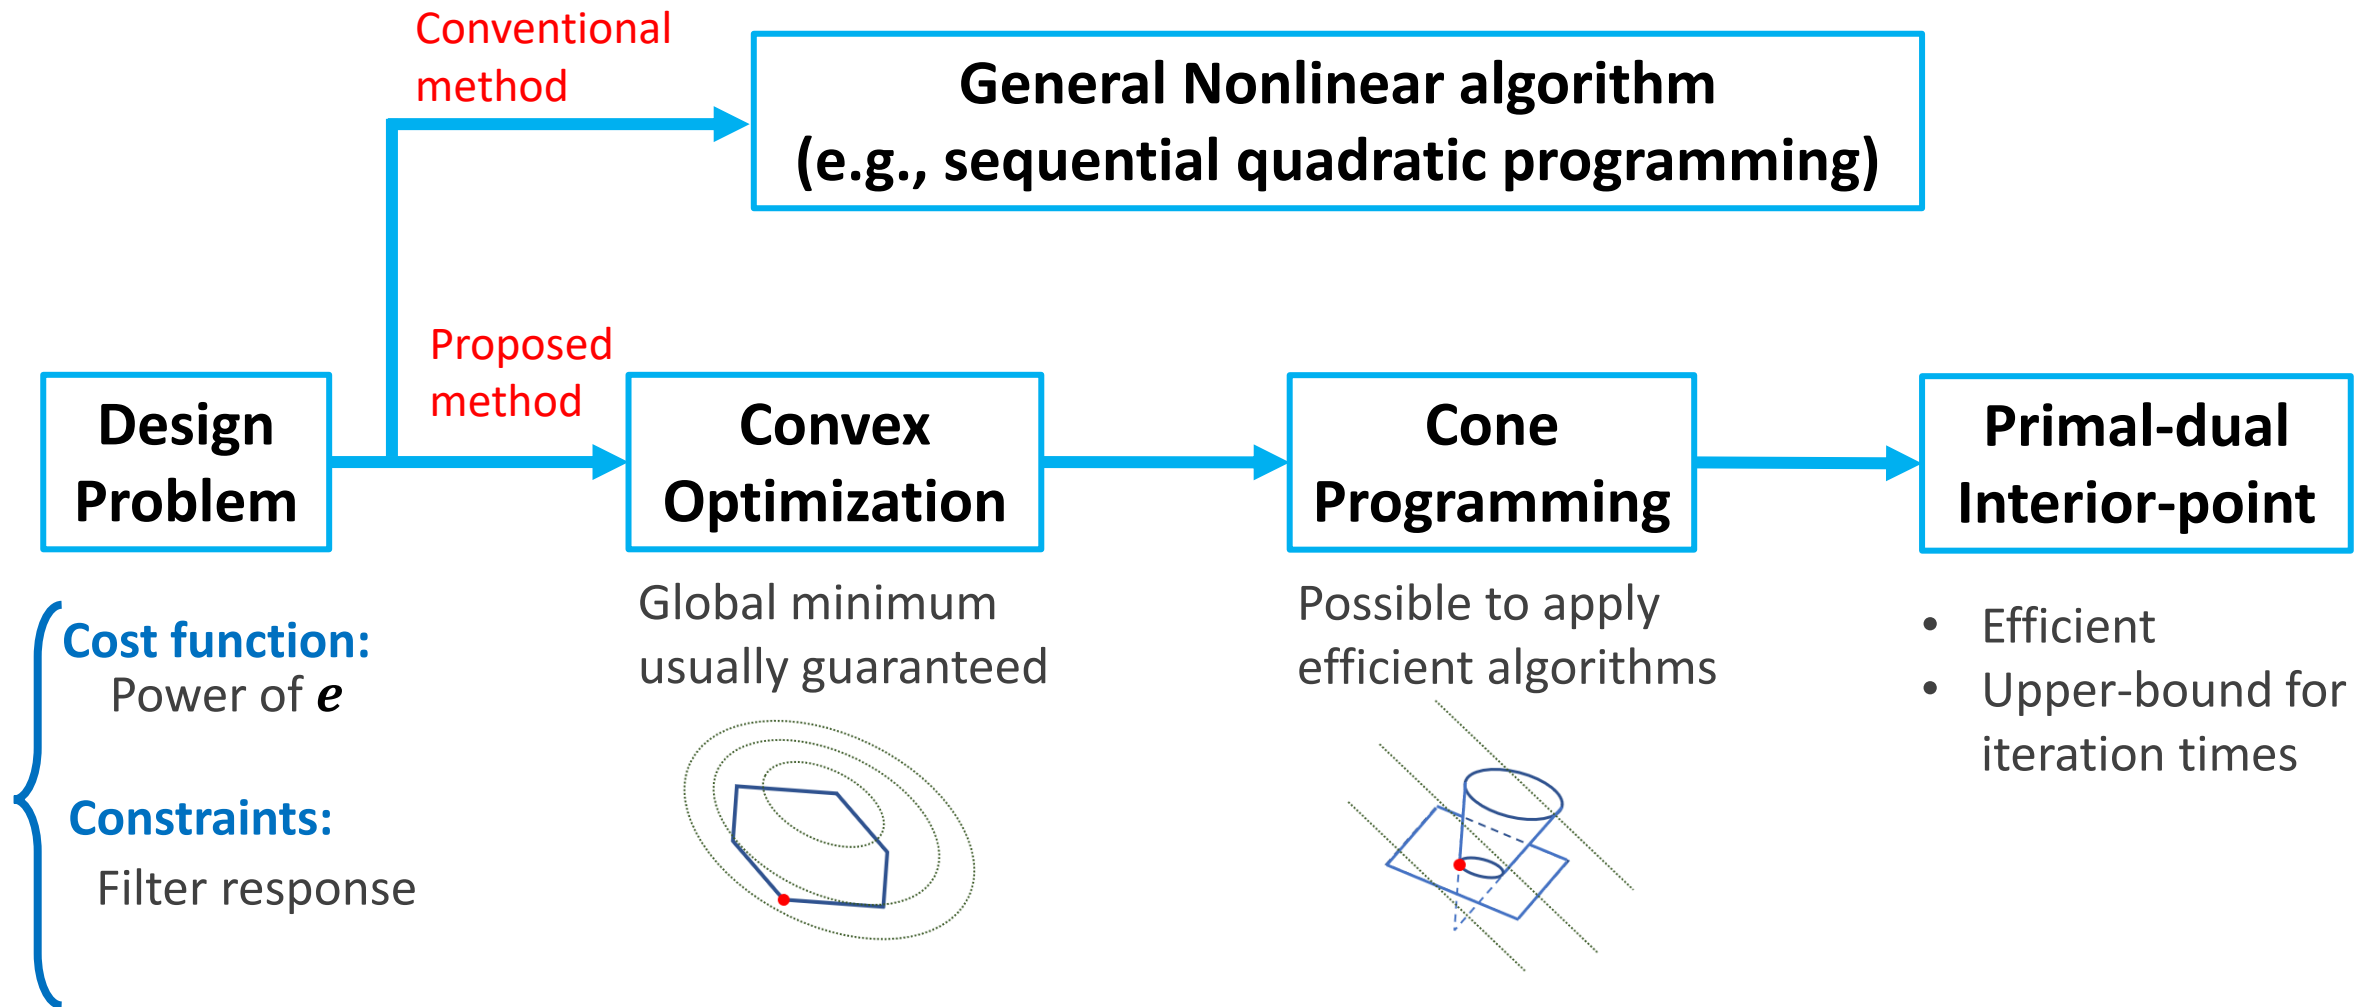 Conventional
method
General Nonlinear algorithm
(e.g., sequential quadratic programming)
Proposed
method
Design
Problem
Convex
Optimization
Cone
Programming
Primal-dual
Interior-point
Cost function:
Power of e
Constraints:
Filter response
Global minimum
usually guaranteed
Possible to apply
efficient algorithms
• Efficient
• Upper-bound for
iteration times